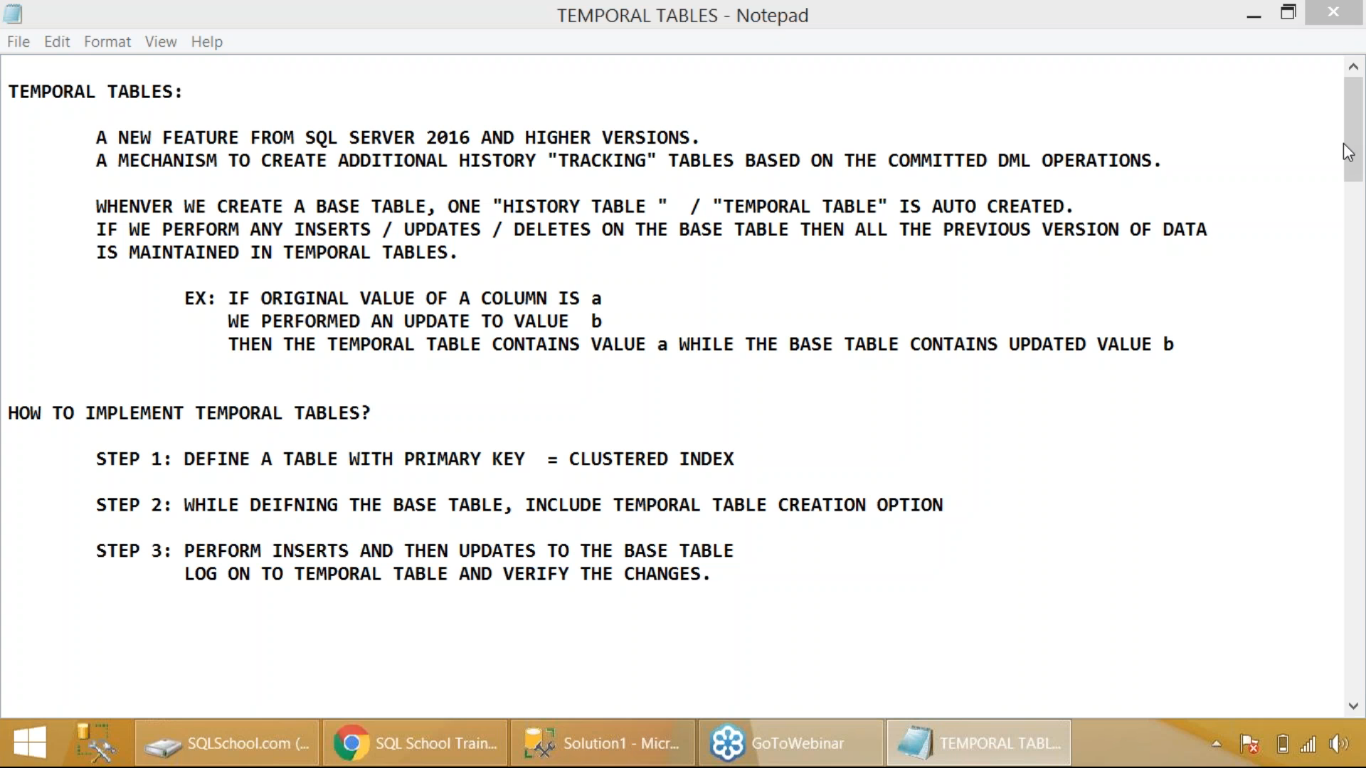 TEMPORAL TABLES - Notepad
File Edit Format View Help
TEMPORAL TABLES:
A NEW FEATURE FROM SQL SERVER 2016 AND HIGHER VERSIONS.
A MECHANISM TO CREATE ADDITIONAL HISTORY "TRACKING" TABLES BASED ON THE COMMITTED DML OPERATIONS.
WHENVER WE CREATE A BASE TABLE, ONE "HISTORY TABLE " / "TEMPORAL TABLE" IS AUTO CREATED.
IF WE PERFORM ANY INSERTS / UPDATES / DELETES ON THE BASE TABLE THEN ALL THE PREVIOUS VERSION OF DATA
IS MAINTAINED IN TEMPORAL TABLES.
EX: IF ORIGINAL VALUE OF A COLUMN IS a
WE PERFORMED AN UPDATE TO VALUE b
THEN THE TEMPORAL TABLE CONTAINS VALUE a WHILE THE BASE TABLE CONTAINS UPDATED VALUE b
HOW TO IMPLEMENT TEMPORAL TABLES?
STEP 1: DEFINE A TABLE WITH PRIMARY KEY = CLUSTERED INDEX
STEP 2: WHILE DEIFNING THE BASE TABLE, INCLUDE TEMPORAL TABLE CREATION OPTION
STEP 3: PERFORM INSERTS AND THEN UPDATES TO THE BASE TABLE
LOG ON TO TEMPORAL TABLE AND VERIFY THE CHANGES.
SQLSchool.com (... SQL School Train... Solution1 - Micr... GoToWebinar TEMPORAL TABL...